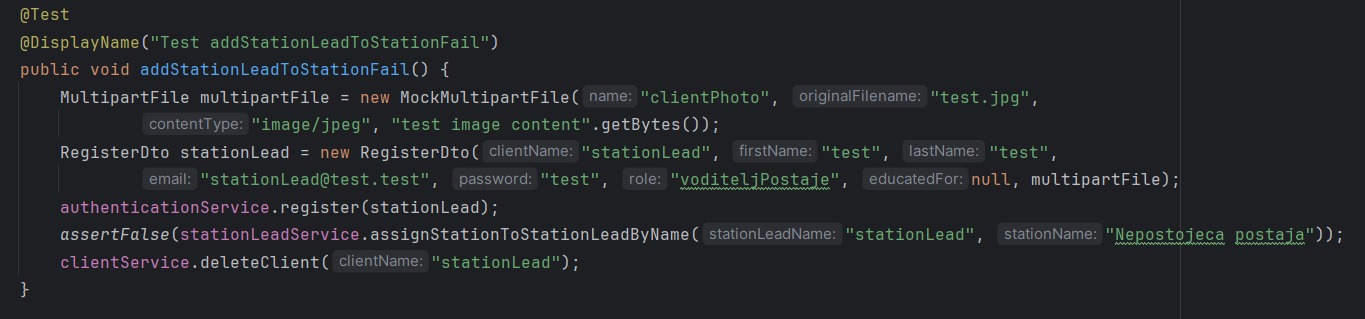 @Test
@DisplayName("Test addStationLeadToStationFail")
public void addStationLeadToStationFail() {
    MultipartFile multipartFile = new MockMultipartFile( name: "clientPhoto", originalFilename: "test.jpg",
            contentType: "image/jpeg", "test image content".getBytes());
    RegisterDto stationLead = new RegisterDto( clientName: "stationLead", firstName: "test", lastName: "test",
            email: "stationLead@test.test", password: "test", role: "voditeljPostaje", educatedFor: null, multipartFile);
    authenticationService.register(stationLead);
    assertFalse(stationLeadService.assignStationToStationLeadByName( stationLeadName: "stationLead", stationName: "Nepostojeca postaja"));
    clientService.deleteClient( clientName: "stationLead");
}